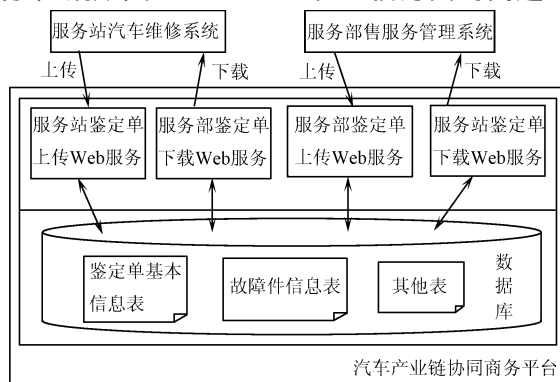 服务站汽车维修系统
服务部售服务管理系统
上传
下载
上传
下载
服务站鉴定单
上传Web服务
服务部鉴定单
下载Web服务
服务部鉴定单
上传Web服务
服务站鉴定单
下载Web服务
鉴定单基本
信息表
故障件信息表
其他表
数
据
库
汽车产业链协同商务平台